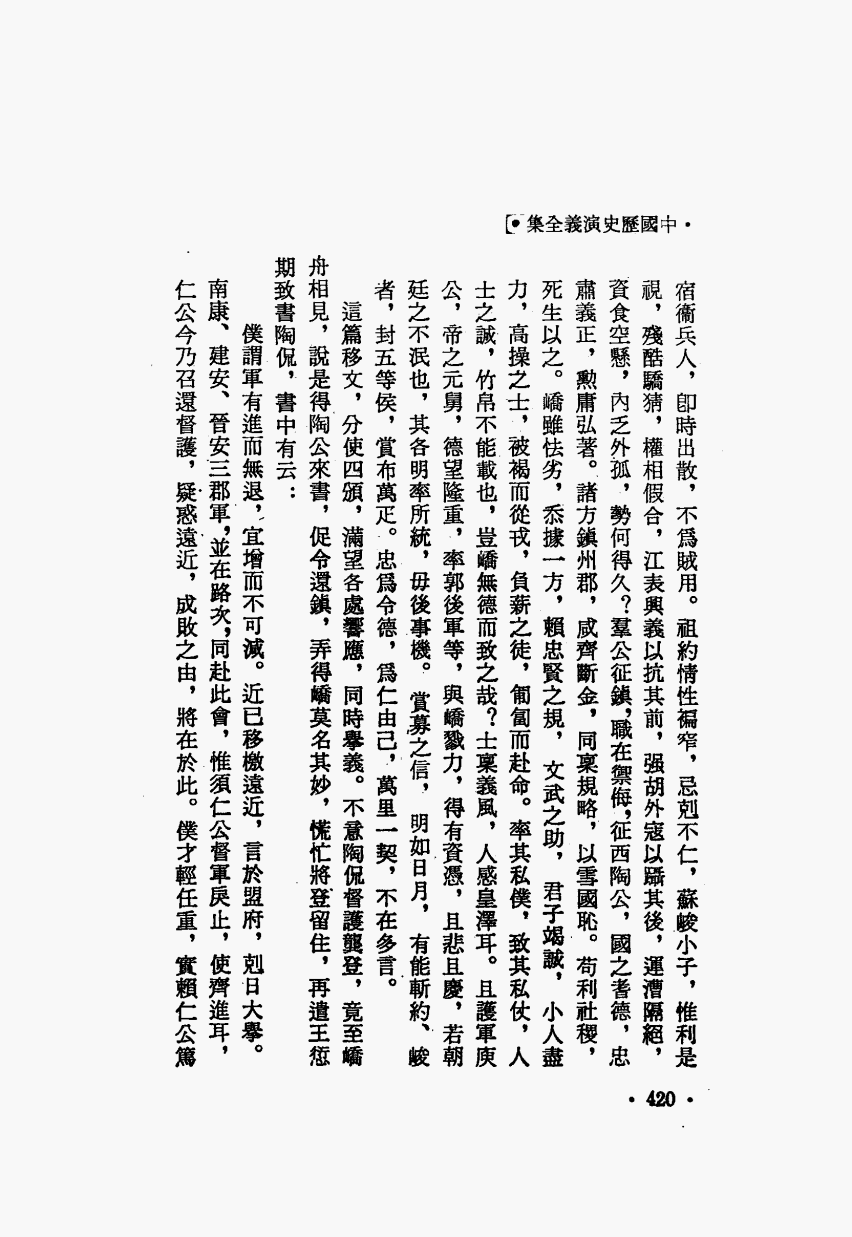 •中國歷史演義全集•
宿衞兵人，卽時出散，不爲賊用。祖約情性褊窄，忌剋不仁，蘇峻小子，惟利是
視，殘酷驕猜，權相假合，江表興義以抗其前，强胡外寇以躡其後，運漕隔絕，
資食空懸，內乏外孤，勢何得久？羣公征鎭，職在禦侮，征西陶公，國之耆德，忠
肅義正，勳庸弘著。諸方鎭州郡，咸齊斷金，同稟規略，以雪國恥。苟利社稷，
死生以之。嶠雖怯劣，忝據一方，賴忠賢之規，文武之助，君子竭誠，小人盡
力，高操之士，被褐而從戎，負薪之徒，匍匐而赴命。率其私僕，致其私仗，人
士之誠，竹帛不能載也，豈嶠無德而致之哉？士稟義風，人感皇澤耳。且護軍庾
公，帝之元舅，德望隆重，率郭後軍等，與嶠戮力，得有資憑，且悲且慶，若朝
廷之不泯也，其各明率所統，毋後事機。賞募之信，明如日月，有能斬約、峻
者，封五等侯，賞布萬疋。忠爲令德，爲仁由己，萬里一契，不在多言。
這篇移文，分使四頒，滿望各處響應，同時擧義。不意陶侃督護龔登，竟至嶠
舟相見，說是得陶公來書，促令還鎭，弄得嶠莫名其妙，慌忙將登留住，再遣王愆
期致書陶侃，書中有云：
僕謂軍有進而無退，宜增而不可減。近已移檄遠近，言於盟府，剋日大擧。
南康、建安、晉安三郡軍，並在路次，同赴此會，惟須仁公督軍戾止，使齊進耳，
仁公今乃召還督護，疑惑遠近，成敗之由，將在於此。僕才輕任重，實賴仁公篤
• 420 •